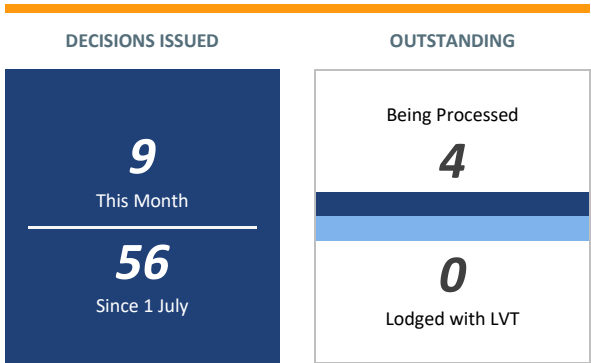 DECISIONS ISSUED
9
This Month
56
Since 1 July
OUTSTANDING
Being Processed
4
0
Lodged with LVT